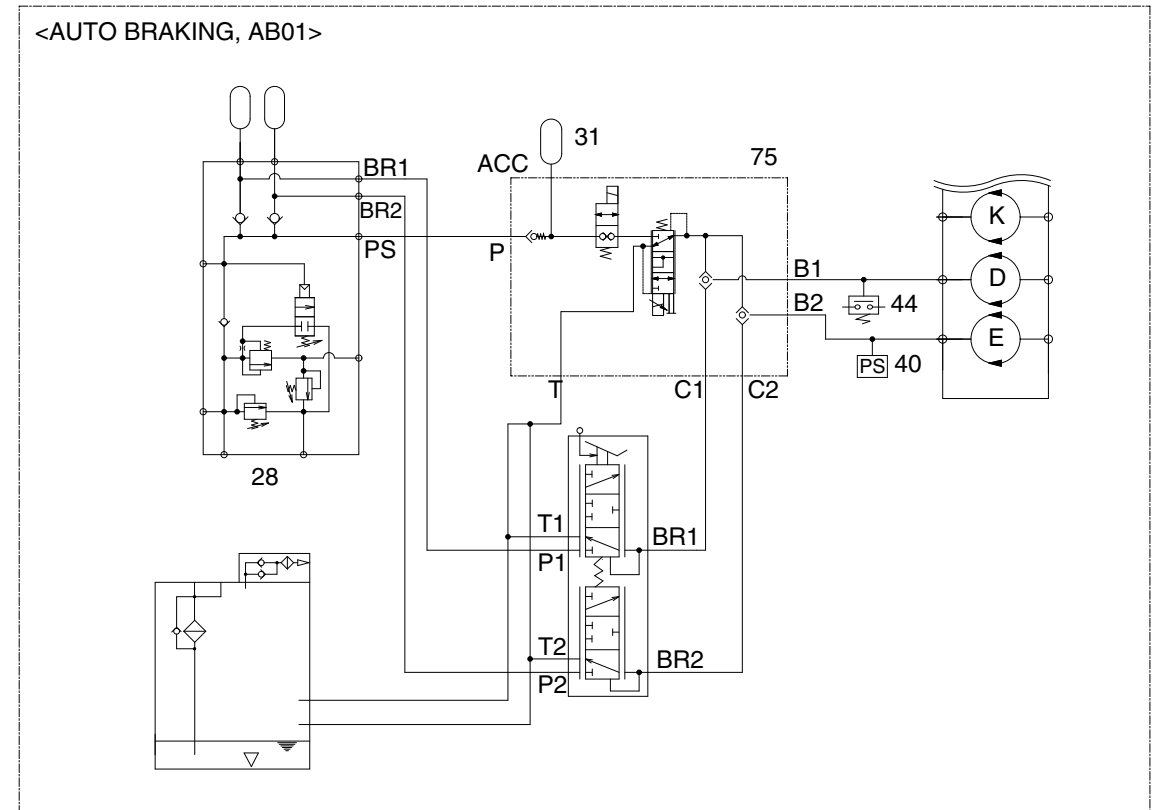 <AUTO BRAKING, AB01>
31
ACC
75
BR1
BR2
PS
P
K
B1
D
B2
44
E
PS 40
T
C1
C2
28
T1
BR1
P1
T2
BR2
P2